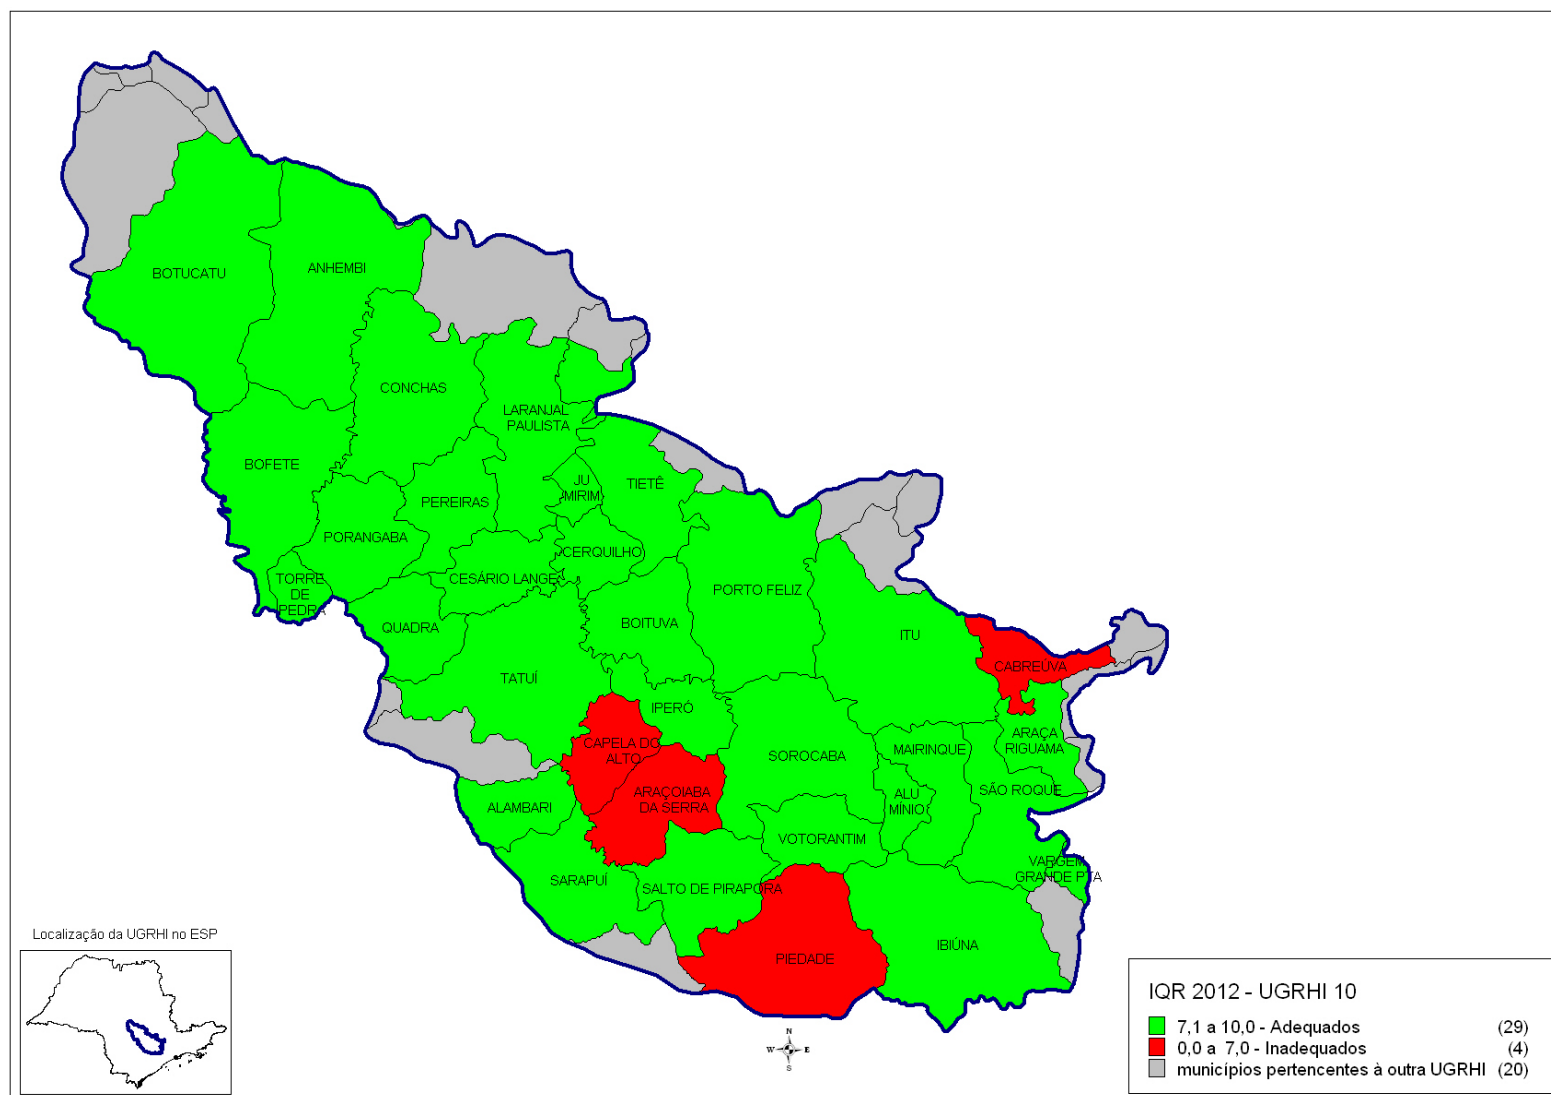 BOTUCATU
ANHEMBI
CONCHAS
LARANJAL
PAULISTA
BOFETE
PEREIRAS
JU
MIRIM
TIETÊ
PORANGABA
CERQUILHO
CESÁRIO LANGE
TORRE
DE
PEDRA
PORTO FELIZ
QUADRA
BOITUVA
ITU
CABREÚVA
TATUÍ
IPERÓ
CAPELA DO
ALTO
SOROCABA
MAIRINQUE
ARAÇA
RIGUAMA
ARAÇOIABA
DA SERRA
ALAMBARI
ALU
MÍNIO
SÃO ROQUE
VOTORANTIM
VARGEM
GRANDE PTA
SARAPUÍ
SALTO DE PIRAPORA
IBIÚNA
PIEDADE
Localização da UGRHI no ESP
N
W
E
S
IQR 2012 - UGRHI 10
7,1 a 10,0 - Adequados (29)
0,0 a 7,0 - Inadequados (4)
municípios pertencentes à outra UGRHI (20)